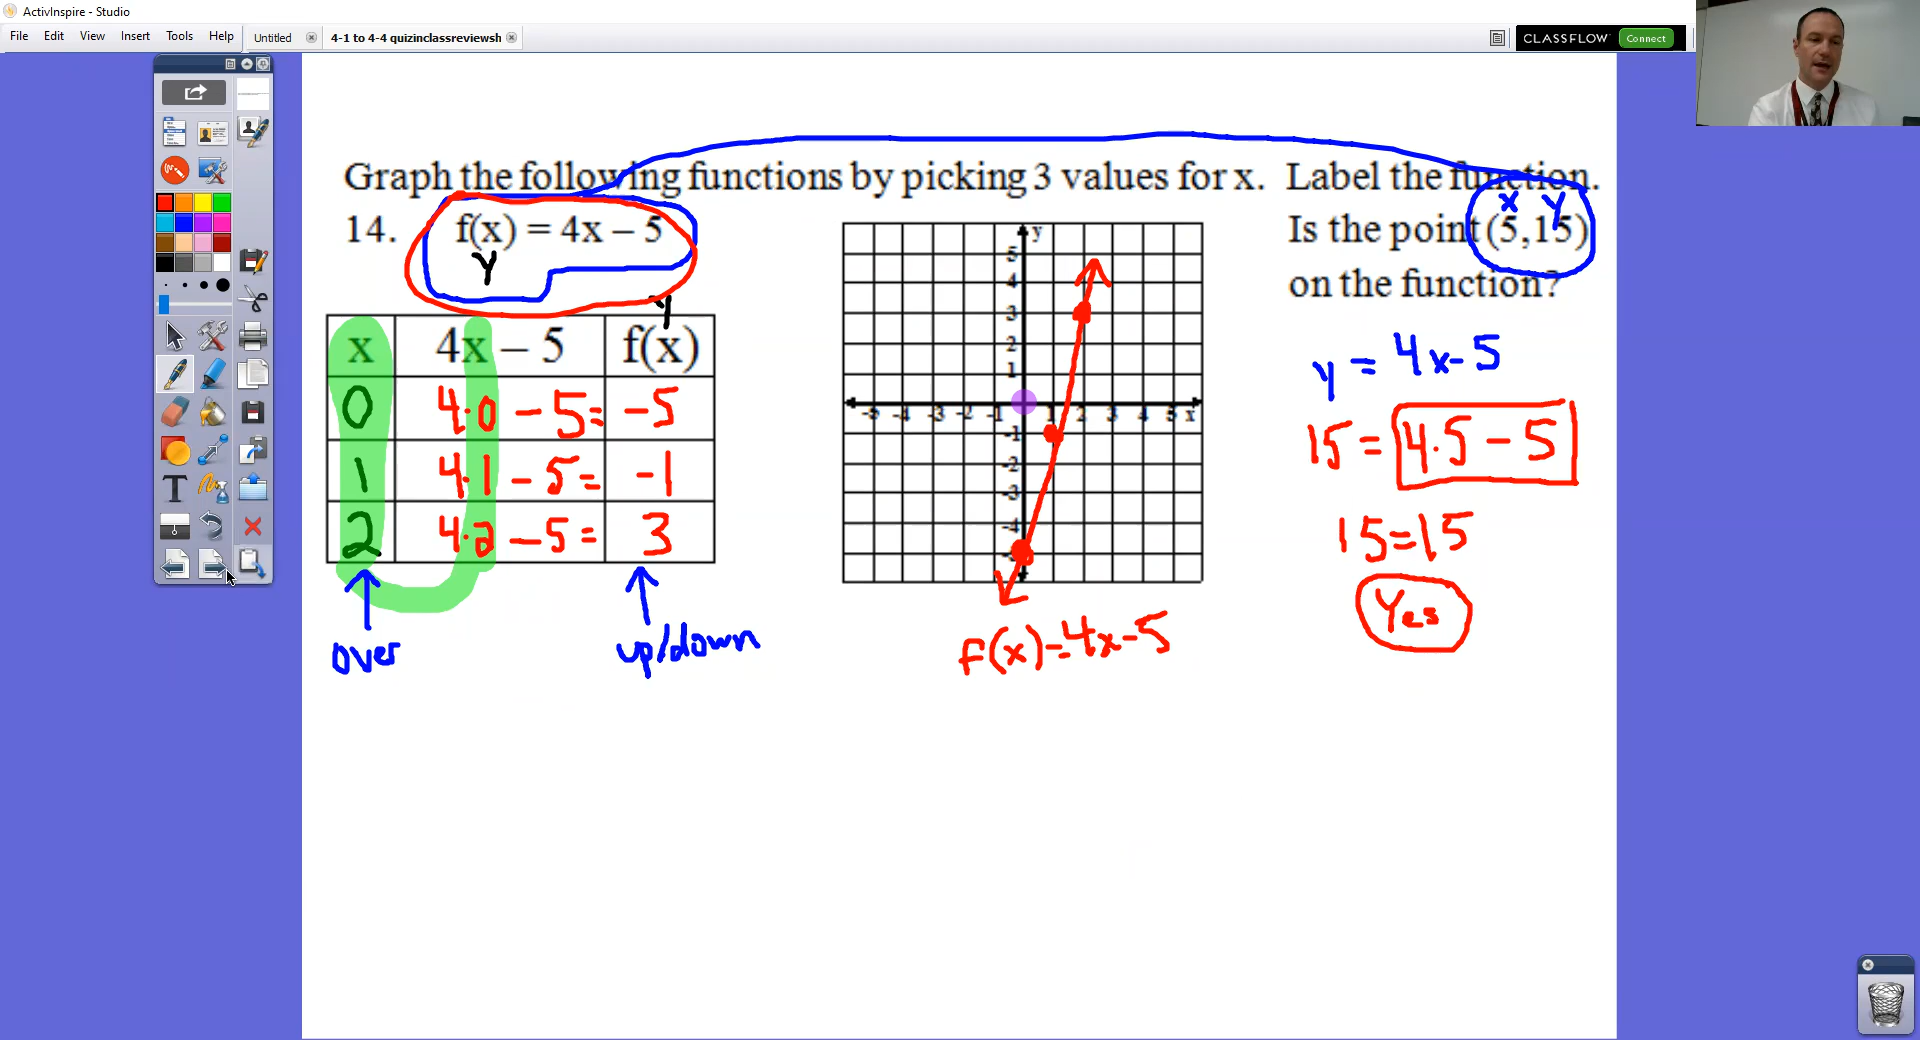 ActivInspire - Studio
File Edit View Insert Tools Help
Untitled
4-1 to 4-4 quizinclassreviewsh
CLASSFLOW Connect
Graph the following functions by picking 3 values for x. Label the function.
14. f(x) = 4x – 5
Y
Is the point (5,15)
x y
on the function?
Y
x 4x – 5 f(x)
0 4·0 – 5 = –5
1 4·1 – 5 = –1
2 4·2 – 5 = 3
over
up/down
y
5
4
3
2
1
-5 -4 -3 -2 -1 1 2 3 4 5 x
-1
-2
-3
-4
-5
f(x)=4x-5
y = 4x-5
15 = 4·5 – 5
15=15
Yes
T